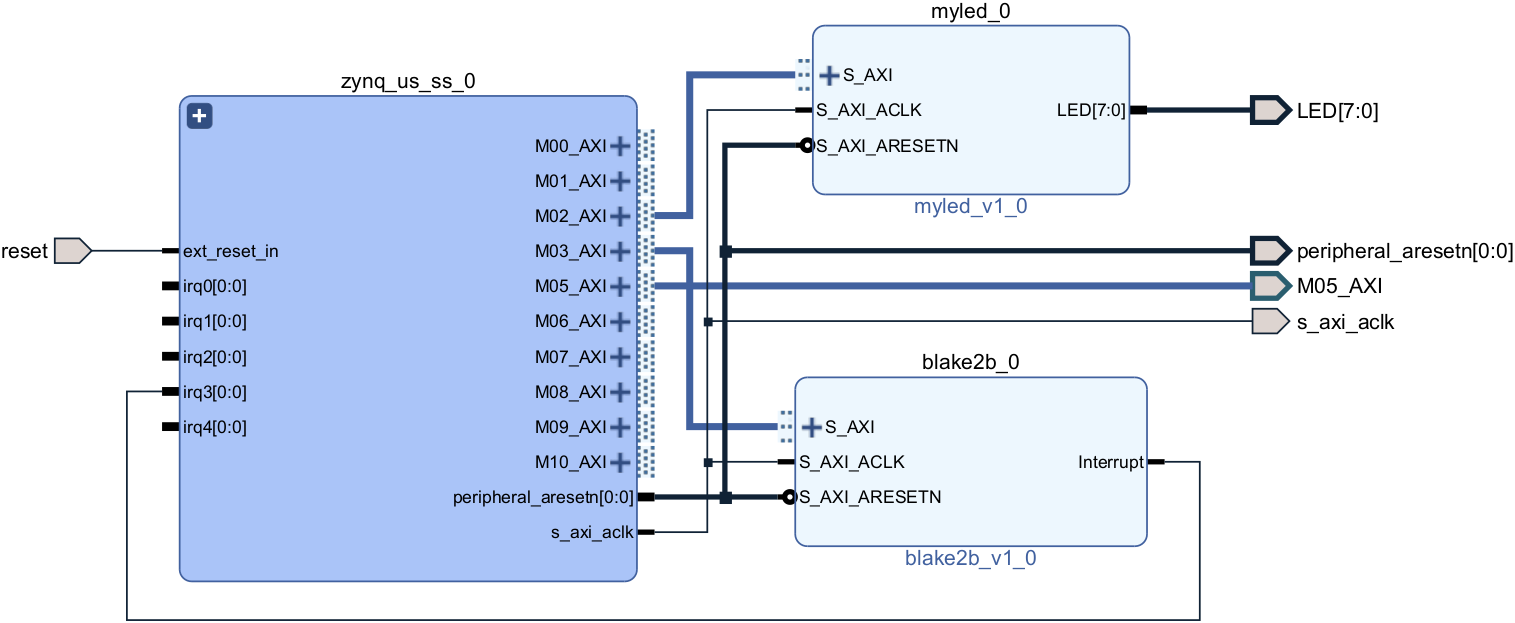 myled_0
S_AXI
S_AXI_ACLK
S_AXI_ARESETN
LED[7:0]
myled_v1_0
LED[7:0]
zynq_us_ss_0
M00_AXI
M01_AXI
M02_AXI
M03_AXI
M05_AXI
M06_AXI
M07_AXI
M08_AXI
M09_AXI
M10_AXI
peripheral_aresetn[0:0]
s_axi_aclk
reset
ext_reset_in
irq0[0:0]
irq1[0:0]
irq2[0:0]
irq3[0:0]
irq4[0:0]
peripheral_aresetn[0:0]
M05_AXI
s_axi_aclk
blake2b_0
S_AXI
S_AXI_ACLK
S_AXI_ARESETN
Interrupt
blake2b_v1_0